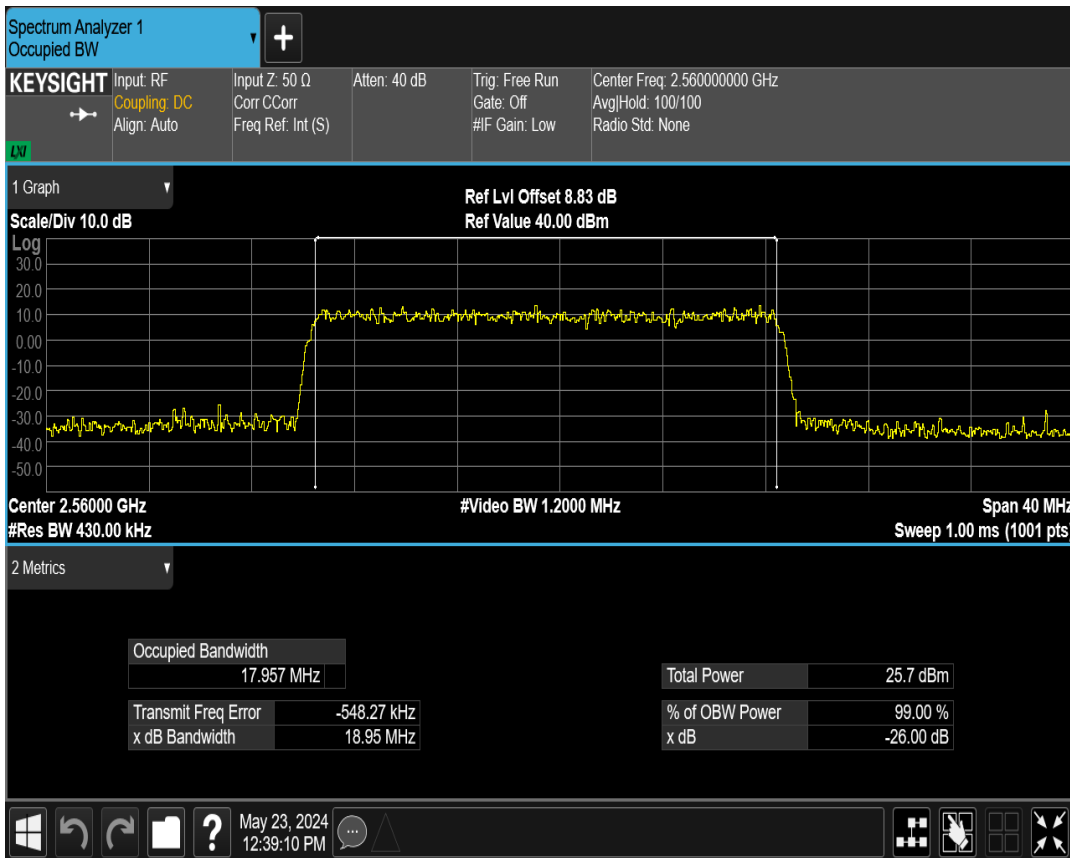 Spectrum Analyzer 1
Occupied BW
KEYSIGHT
LXI
Input: RF
Coupling: DC
Align: Auto
Input Z: 50 Ω
Corr CCorr
Freq Ref: Int (S)
Atten: 40 dB
Trig: Free Run
Gate: Off
#IF Gain: Low
Center Freq: 2.560000000 GHz
Avg|Hold: 100/100
Radio Std: None
1 Graph
Scale/Div 10.0 dB
Ref Lvl Offset 8.83 dB
Ref Value 40.00 dBm
Log
30.0
20.0
10.0
0.00
-10.0
-20.0
-30.0
-40.0
-50.0
Center 2.56000 GHz
#Video BW 1.2000 MHz
Span 40 MHz
#Res BW 430.00 kHz
Sweep 1.00 ms (1001 pts)
2 Metrics
Occupied Bandwidth
17.957 MHz
Total Power 25.7 dBm
Transmit Freq Error -548.27 kHz
% of OBW Power 99.00 %
x dB Bandwidth 18.95 MHz
x dB -26.00 dB
May 23, 2024
12:39:10 PM